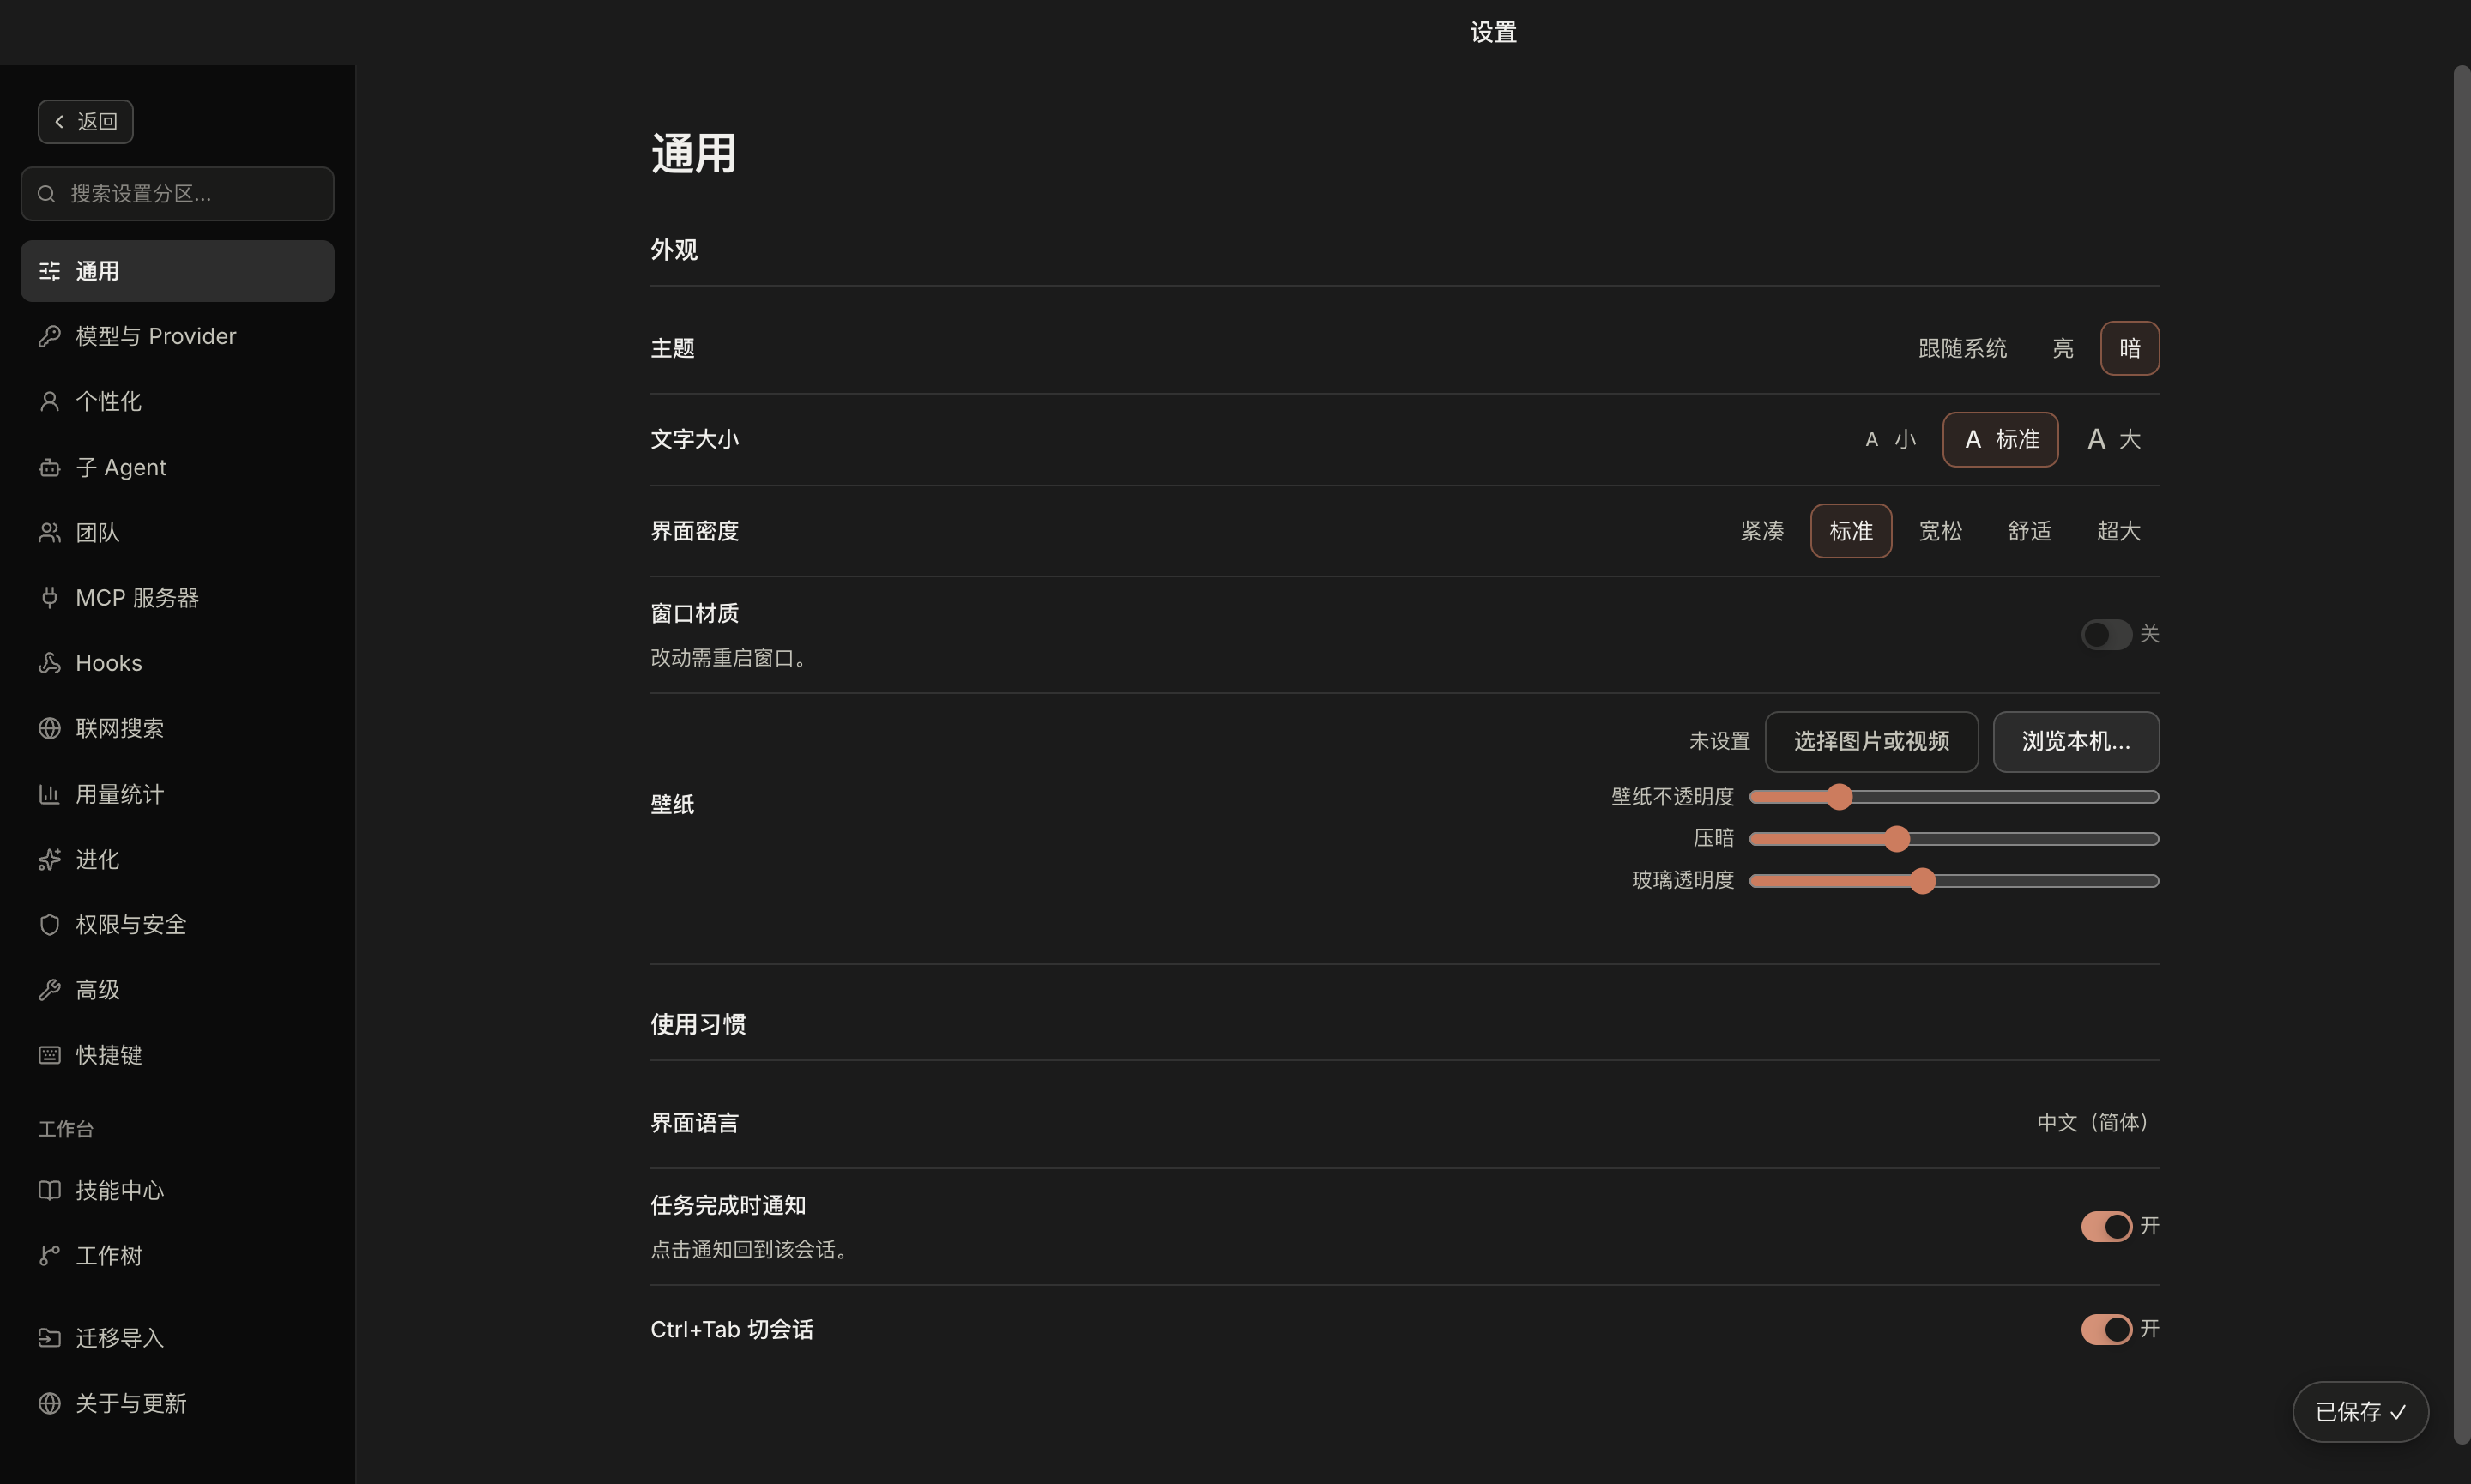 设置
返回
搜索设置分区...
通用
模型与 Provider
个性化
子 Agent
团队
MCP 服务器
Hooks
联网搜索
用量统计
进化
权限与安全
高级
快捷键
工作台
技能中心
工作树
迁移导入
关于与更新
通用
外观
主题 跟随系统 亮 暗
文字大小 A 小 A 标准 A 大
界面密度 紧凑 标准 宽松 舒适 超大
窗口材质
改动需重启窗口。 关
壁纸 未设置 选择图片或视频 浏览本机...
壁纸不透明度
压暗
玻璃透明度
使用习惯
界面语言 中文（简体）
任务完成时通知
点击通知回到该会话。 开
Ctrl+Tab 切会话 开
已保存 ✓